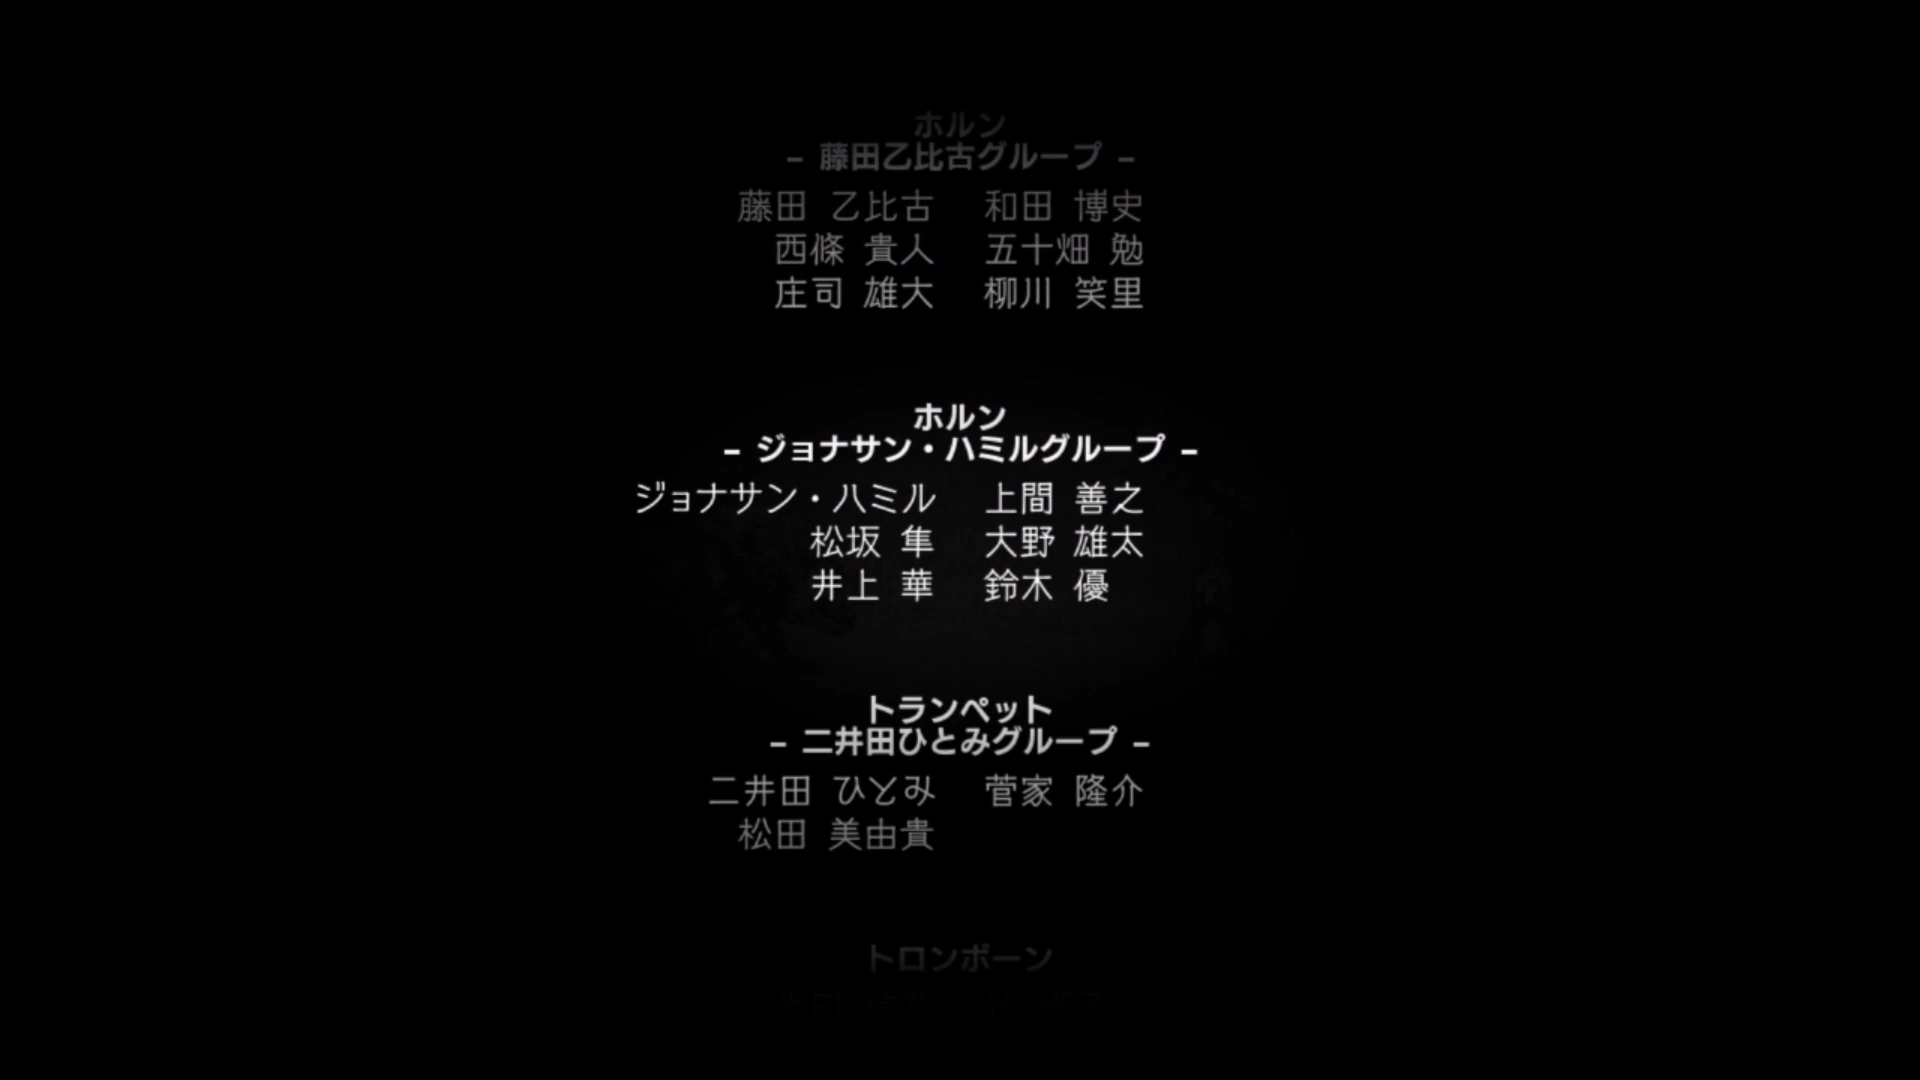 ホルン
– 藤田乙比古グループ –
藤田 乙比古 和田 博史
西條 貴人 五十畑 勉
庄司 雄大 柳川 笑里
ホルン
– ジョナサン・ハミルグループ –
ジョナサン・ハミル 上間 善之
松坂 隼 大野 雄太
井上 華 鈴木 優
トランペット
– 二井田ひとみグループ –
二井田 ひとみ 菅家 隆介
松田 美由貴
トロンボーン